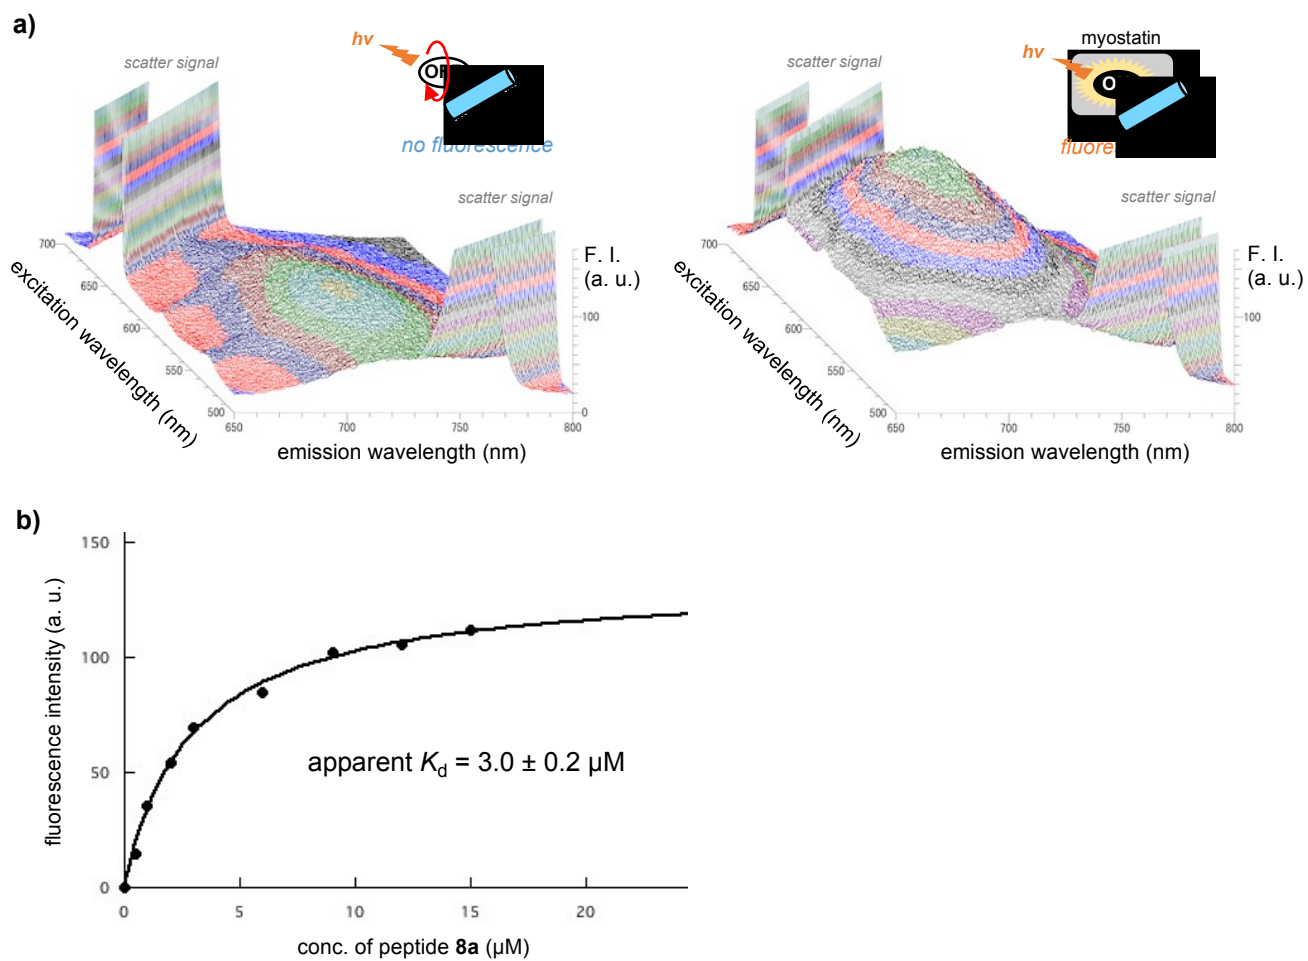 a)
scatter signal
hν
no fluorescence
scatter signal
F. I.
(a. u.)
100
0
700
650
600
550
500
excitation wavelength (nm)
650
700
750
800
emission wavelength (nm)
scatter signal
myostatin
hν
scatter signal
F. I.
(a. u.)
100
700
650
600
550
500
excitation wavelength (nm)
650
700
750
800
emission wavelength (nm)
b)
150
100
50
0
fluorescence intensity (a. u.)
apparent Kd = 3.0 ± 0.2 μM
0
5
10
15
20
conc. of peptide 8a (μM)